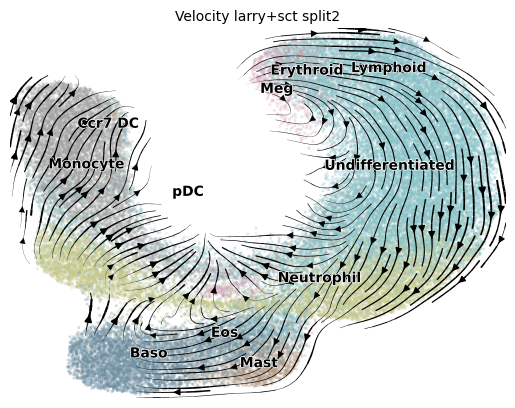 Velocity larry+sct split2
Erythroid
Lymphoid
Meg
Ccr7 DC
Monocyte
Undifferentiated
pDC
Neutrophil
Eos
Baso
Mast